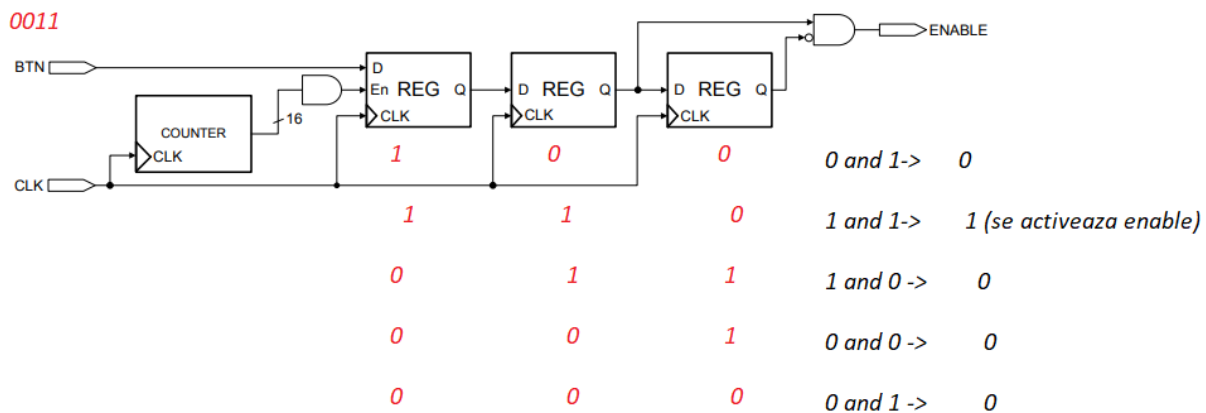 0011
ENABLE
BTN
D
En REG Q
CLK
D REG Q
CLK
D REG Q
CLK
16
COUNTER
CLK
CLK
1 0 0 0 and 1-> 0
1 1 0 1 and 1-> 1 (se activeaza enable)
0 1 1 1 and 0 -> 0
0 0 1 0 and 0 -> 0
0 0 0 0 and 1 -> 0